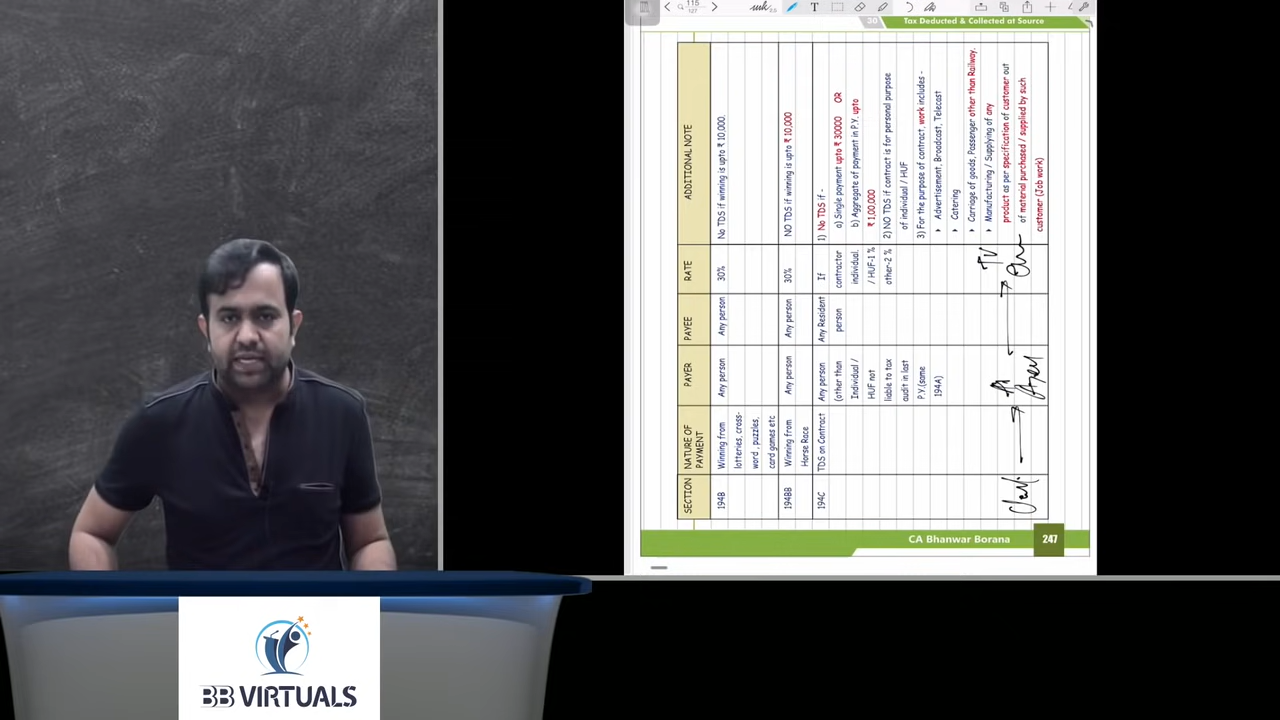 115
127
2.5
T
30 Tax Deducted & Collected at Source
SECTION
NATURE OF
PAYMENT
PAYER
PAYEE
RATE
ADDITIONAL NOTE
194B
Winning from
lotteries, cross-
word , puzzles,
card games etc
Any person
Any person
30%
No TDS if winning is upto ₹ 10,000.
194BB
Winning from
Horse Race
Any person
Any person
30%
NO TDS if winning is upto ₹ 10,000
194C
TDS on Contract
Any person
(other than
Individual /
HUF not
liable to tax
audit in last
P.Y.(same
194A)
Any Resident
person
If
contractor
individual.
/ HUF-1 %
other-2 %
1) No TDS if -
a) Single payment upto ₹ 30000 OR
b) Aggregate of payment in P.Y. upto
₹ 1,00,000
2) NO TDS if contract is for personal purpose
of individual / HUF
3) For the purpose of contract, work includes -
‣ Advertisement, Broadcast, Telecast
‣ Catering
‣ Carriage of goods, Passenger other than Railway.
‣ Manufacturing / Supplying of any
product as per specification of customer out
of material purchased / supplied by such
customer (Job work)
TV
CA Bhanwar Borana 247
BB VIRTUALS